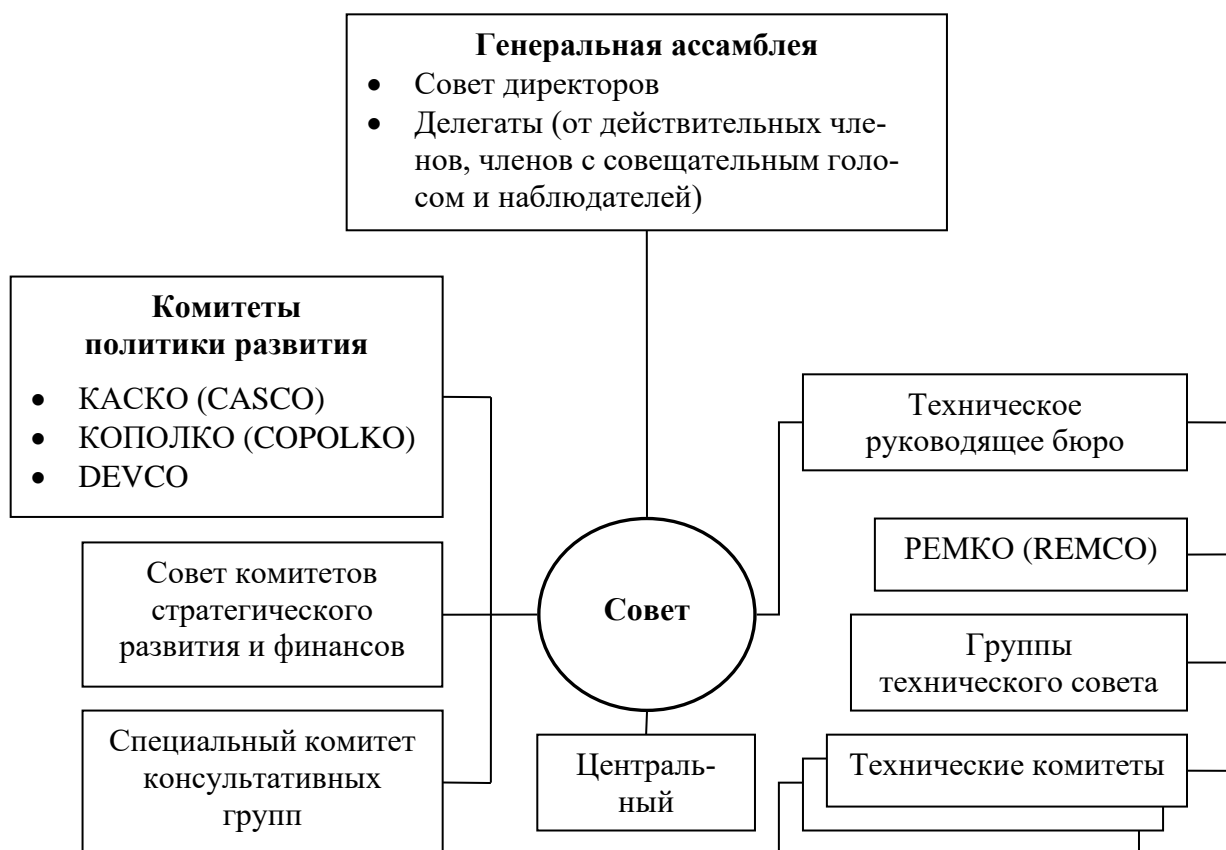 Генеральная ассамблея
• Совет директоров
• Делегаты (от действительных чле-
нов, членов с совещательным голо-
сом и наблюдателей)
Комитеты
политики развития
• КАСКО (CASCO)
• КОПОЛКО (COPOLKO)
• DEVCO
Совет комитетов
стратегического
развития и финансов
Специальный комитет
консультативных
групп
Совет
Централь-
ный
Техническое
руководящее бюро
РЕМКО (REMCO)
Группы
технического совета
Технические комитеты